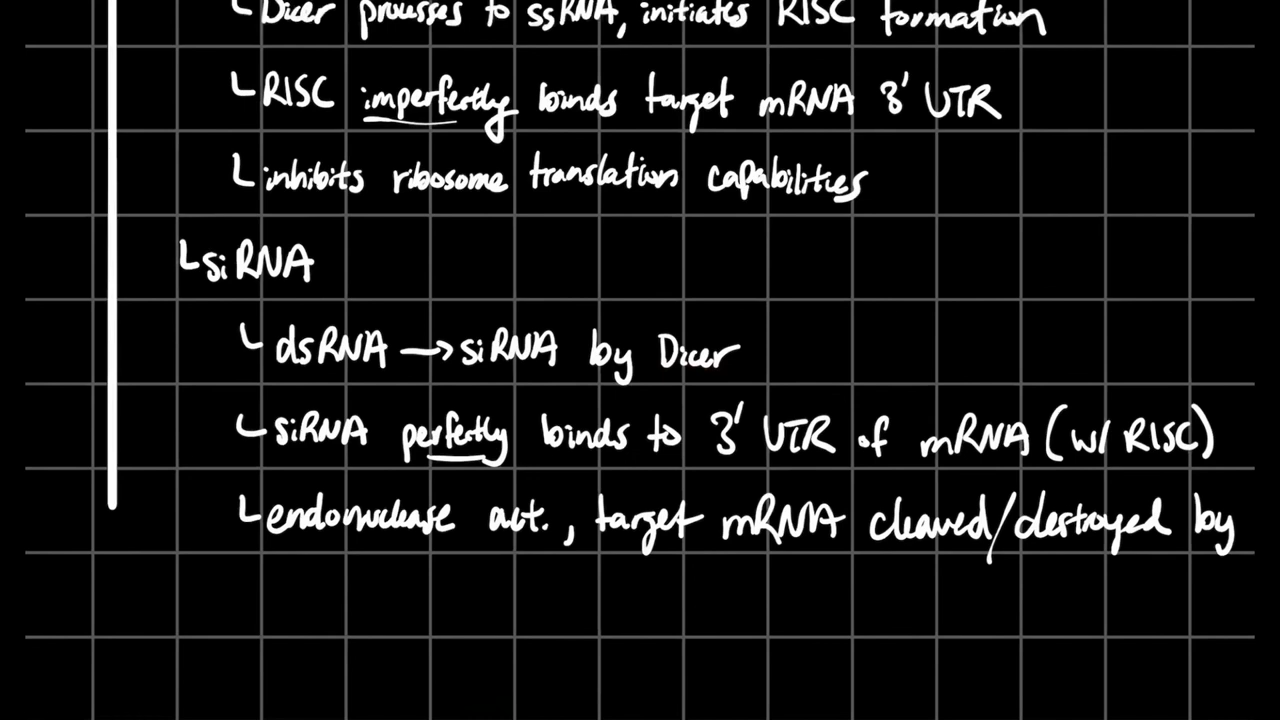 Dicer processes to ssRNA, initiates RISC formation
RISC imperfectly binds target mRNA 3' UTR
inhibits ribosome translation capabilities
siRNA
dsRNA → siRNA by Dicer
siRNA perfectly binds to 3' UTR of mRNA (w/ RISC)
endonuclease act., target mRNA cleaved/destroyed by